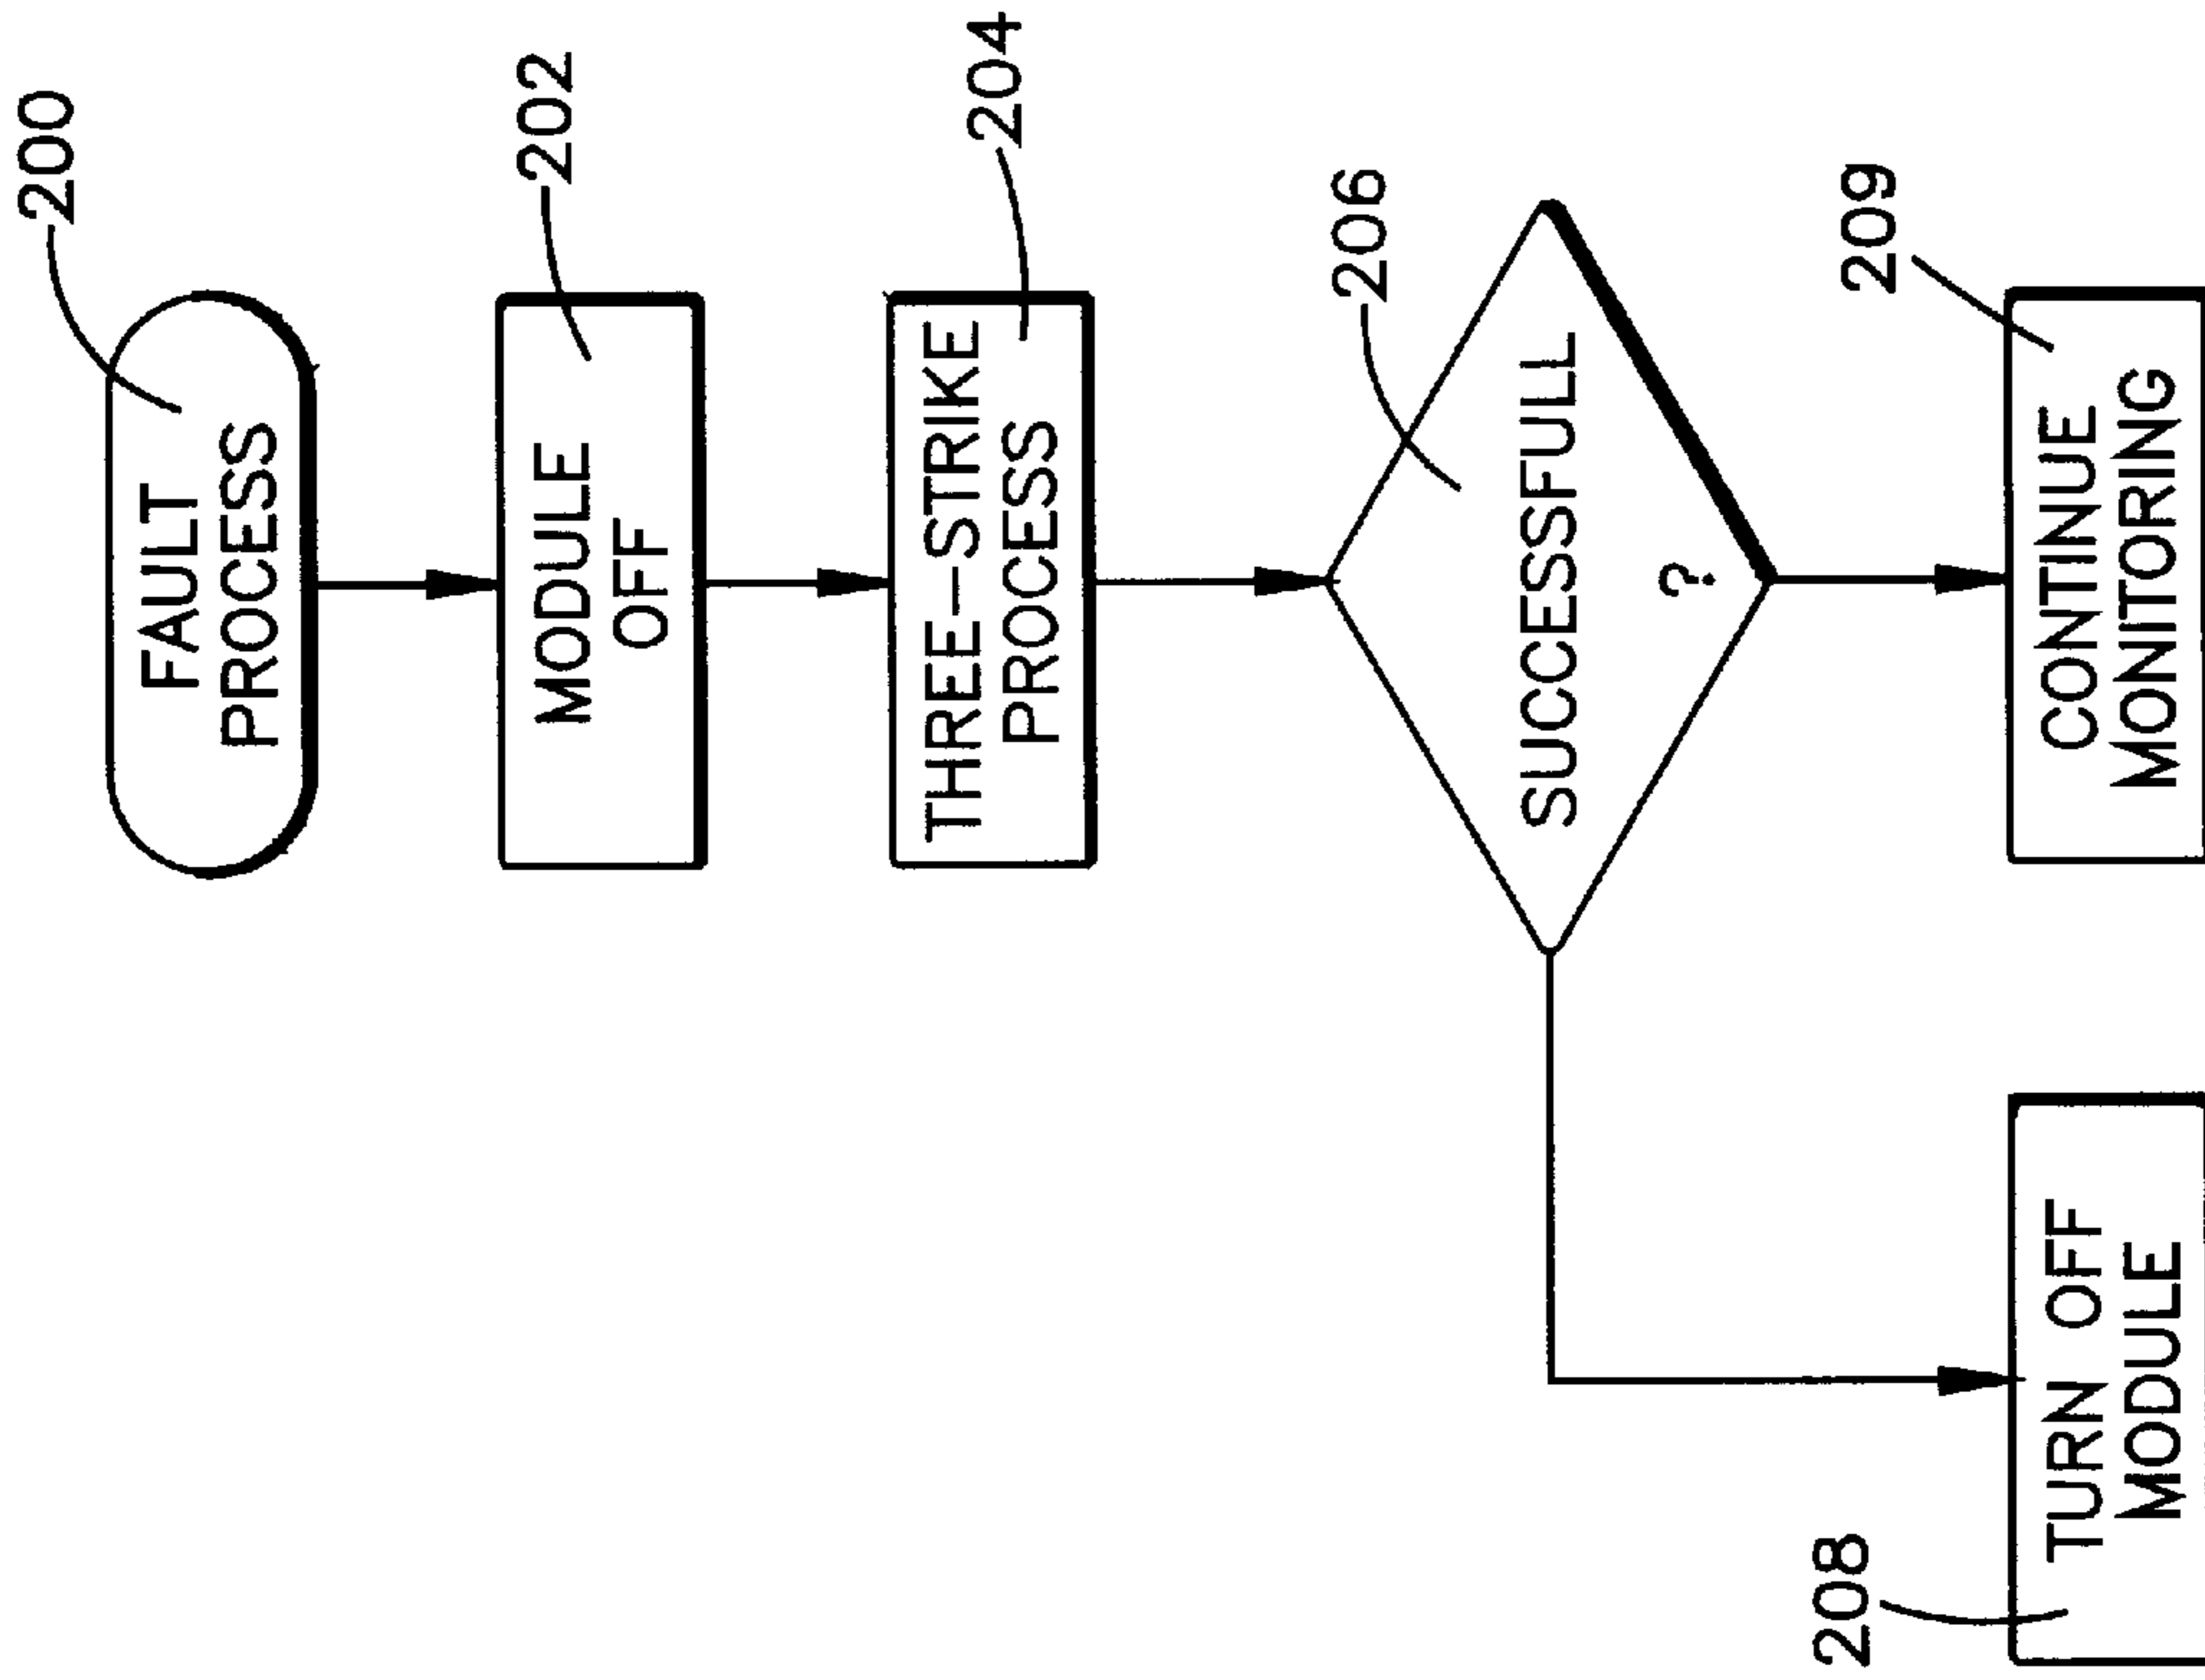 200
FAULT
PROCESS
202
MODULE
OFF
204
THREE-STRIKE
PROCESS
206
SUCCESSFULL
?
208
TURN OFF
MODULE
209
CONTINUE
MONITORING